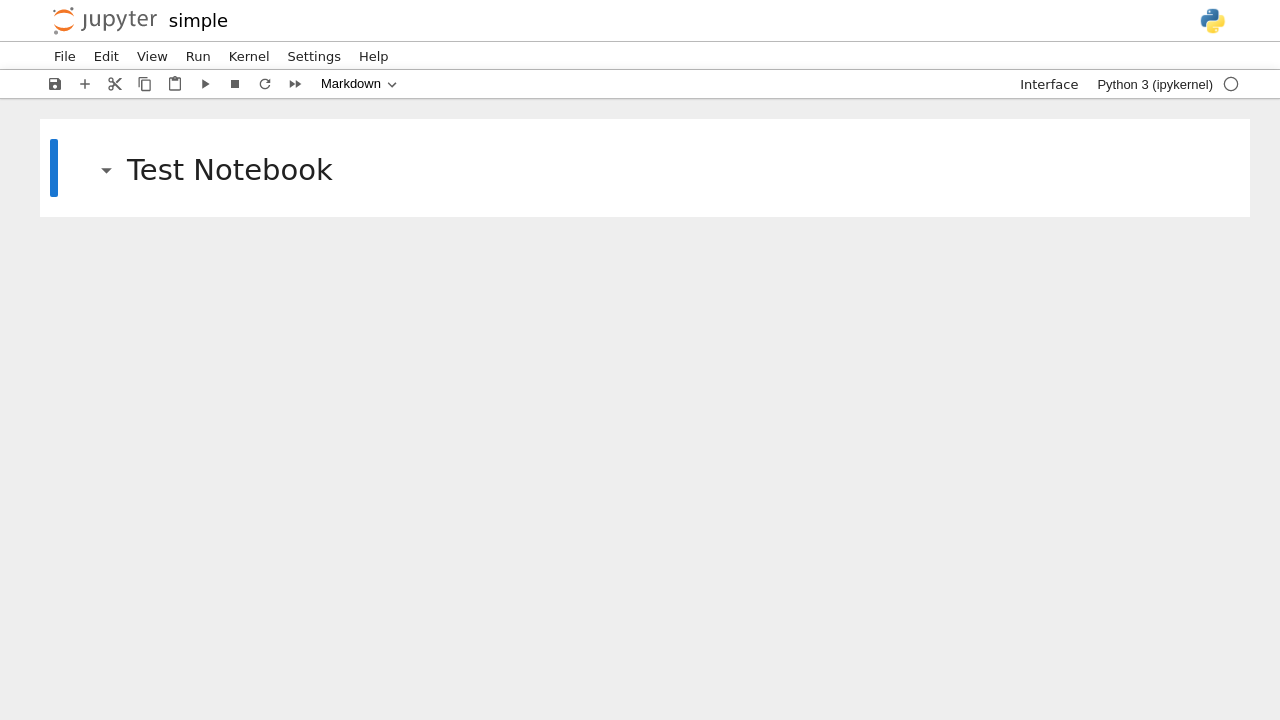 jupyter simple
File Edit View Run Kernel Settings Help
Markdown Interface Python 3 (ipykernel)
Test Notebook